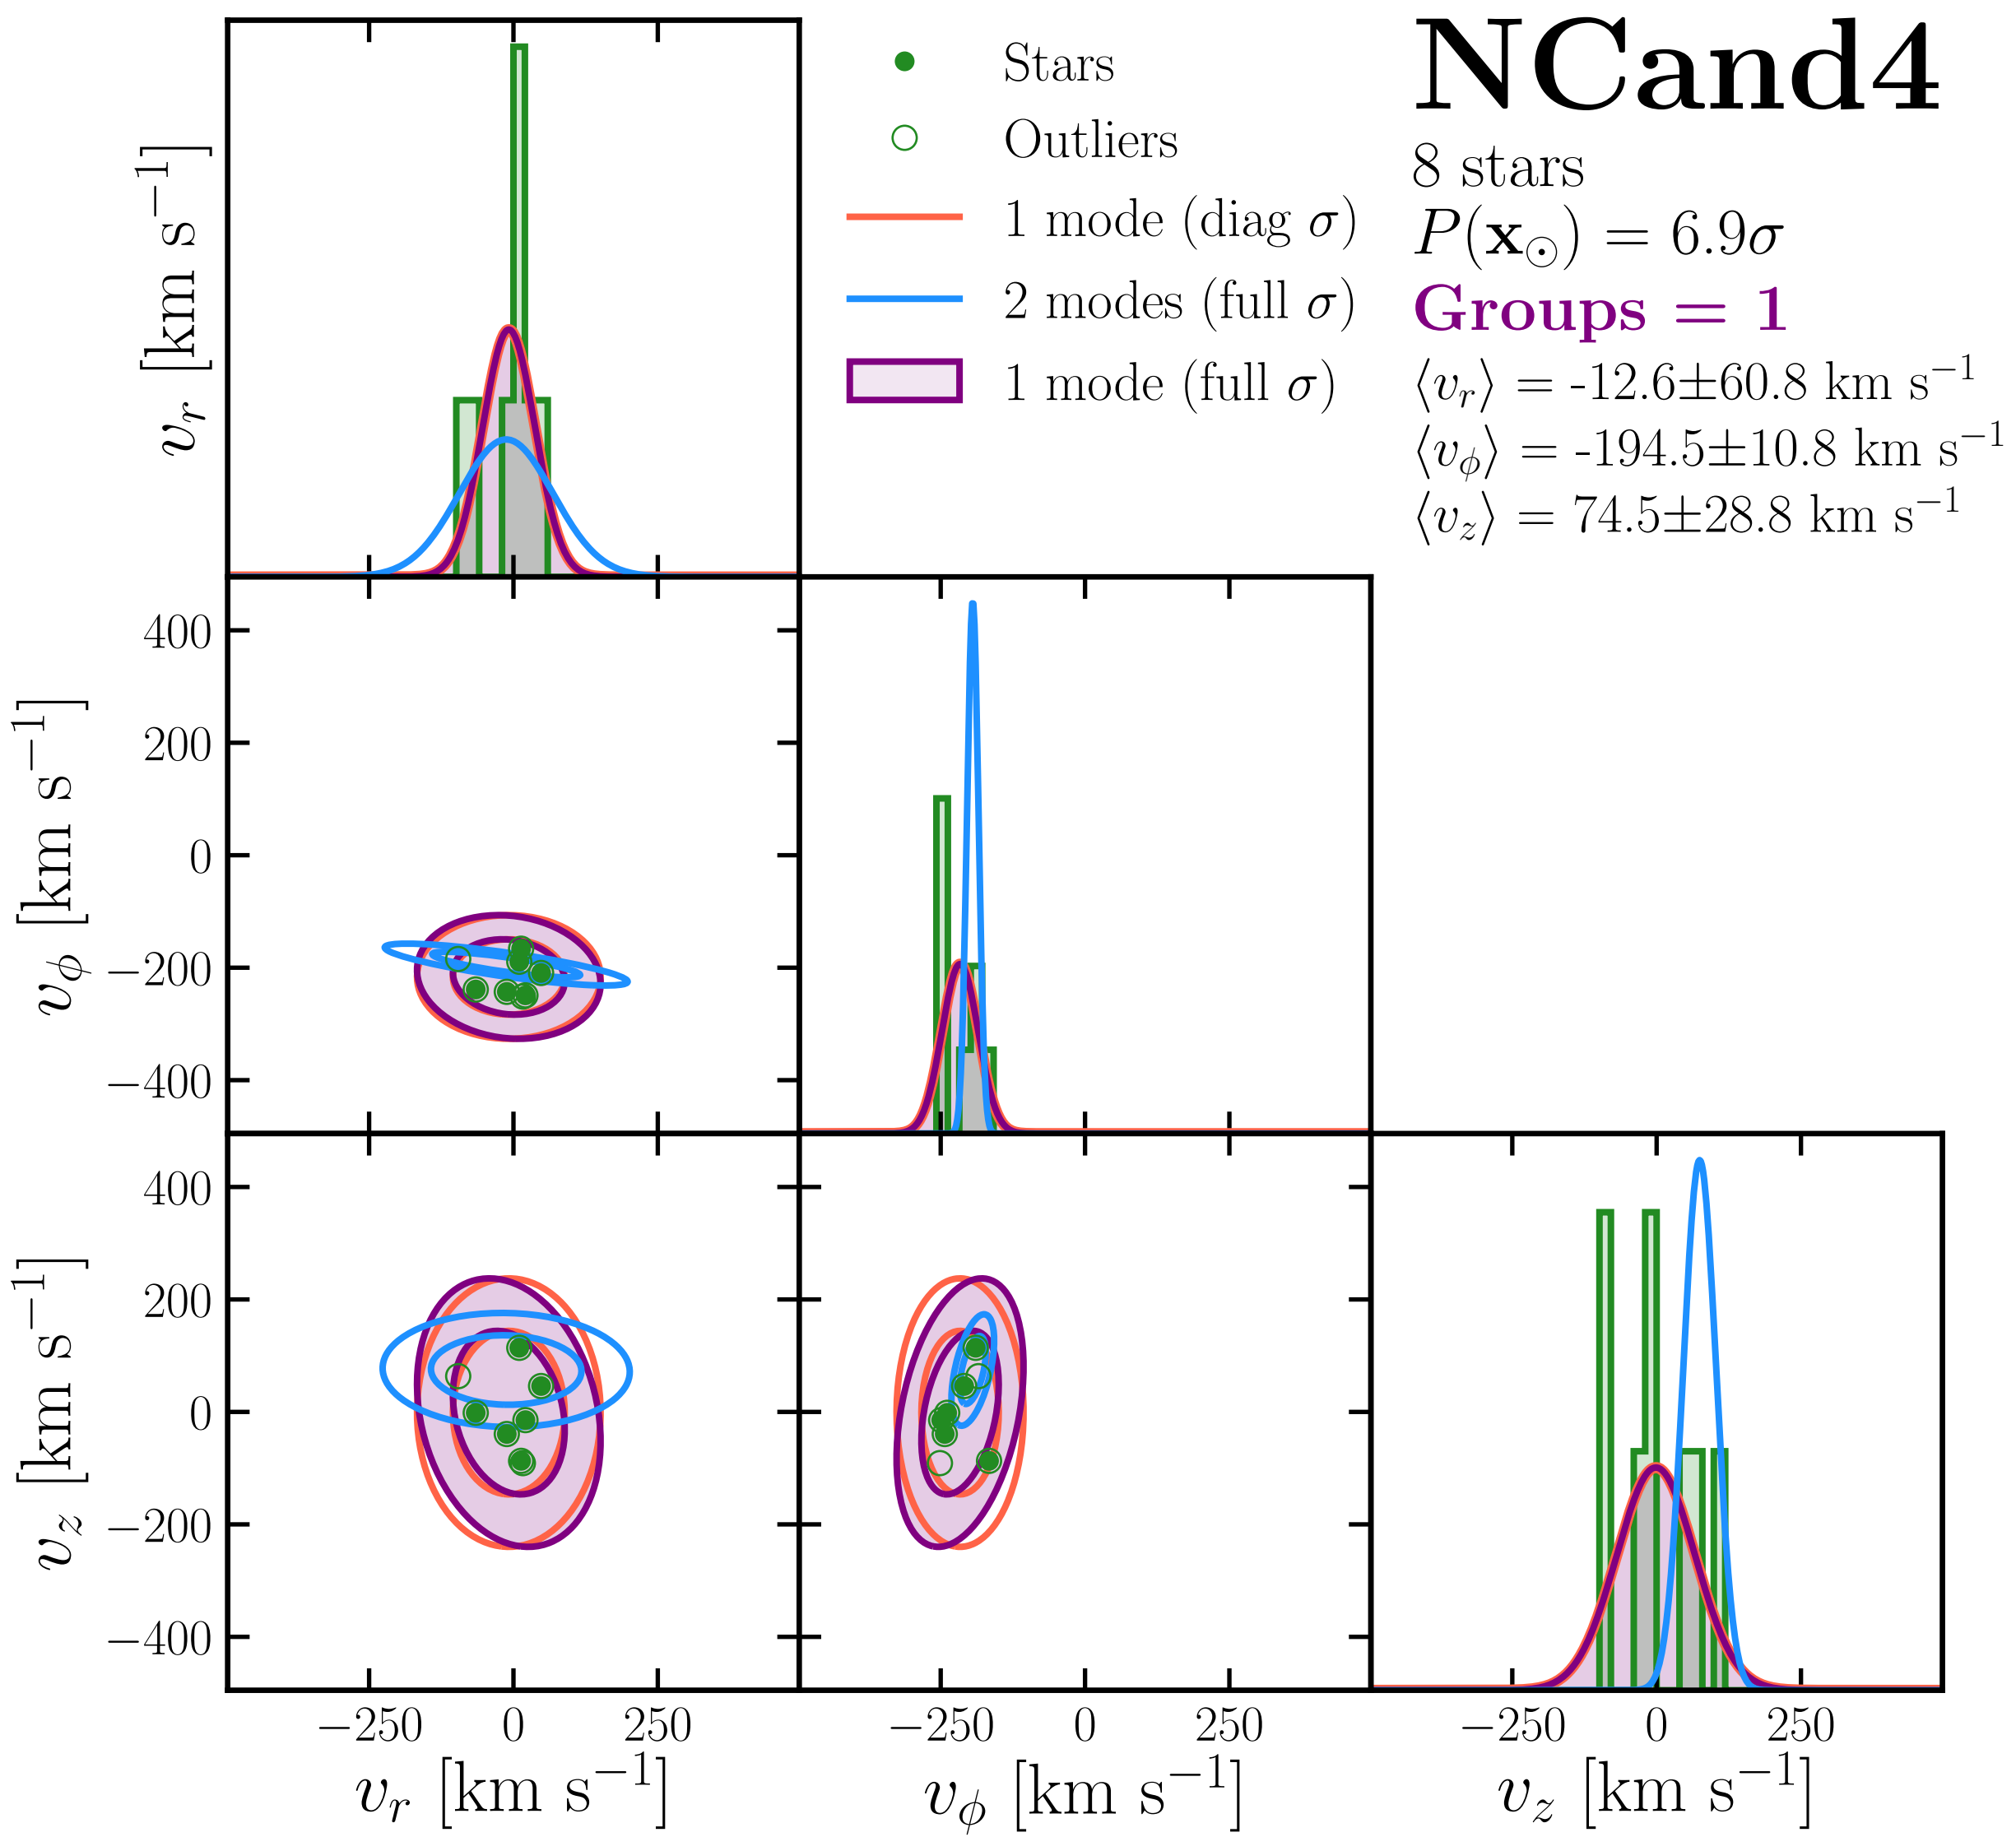 NCand4
8 stars
P(x⊙) = 6.9σ
Groups = 1
⟨v_r⟩ = -12.6±60.8 km s⁻¹
⟨v_ϕ⟩ = -194.5±10.8 km s⁻¹
⟨v_z⟩ = 74.5±28.8 km s⁻¹
Stars
Outliers
1 mode (diag σ)
2 modes (full σ)
1 mode (full σ)
v_r [km s⁻¹]
400
200
0
−200
−400
v_ϕ [km s⁻¹]
400
200
0
−200
−400
v_z [km s⁻¹]
−250 0 250
−250 0 250
−250 0 250
v_r [km s⁻¹]
v_ϕ [km s⁻¹]
v_z [km s⁻¹]